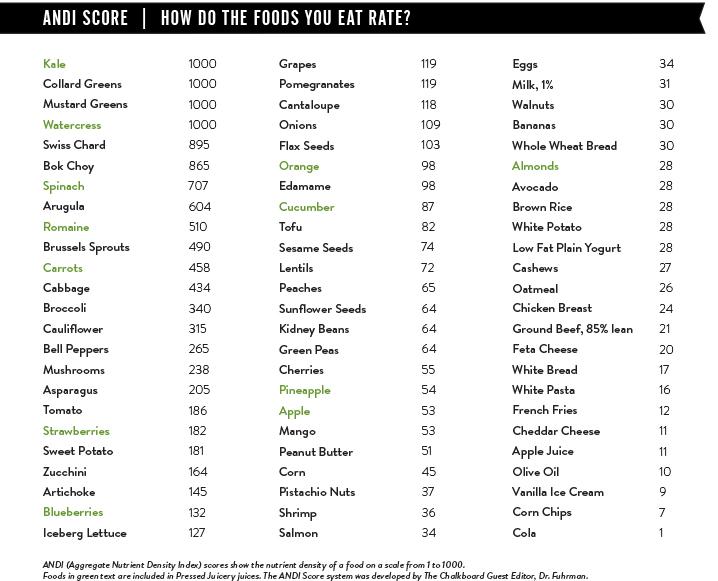 ANDI SCORE | HOW DO THE FOODS YOU EAT RATE?
Kale 1000
Collard Greens 1000
Mustard Greens 1000
Watercress 1000
Swiss Chard 895
Bok Choy 865
Spinach 707
Arugula 604
Romaine 510
Brussels Sprouts 490
Carrots 458
Cabbage 434
Broccoli 340
Cauliflower 315
Bell Peppers 265
Mushrooms 238
Asparagus 205
Tomato 186
Strawberries 182
Sweet Potato 181
Zucchini 164
Artichoke 145
Blueberries 132
Iceberg Lettuce 127
Grapes 119
Pomegranates 119
Cantaloupe 118
Onions 109
Flax Seeds 103
Orange 98
Edamame 98
Cucumber 87
Tofu 82
Sesame Seeds 74
Lentils 72
Peaches 65
Sunflower Seeds 64
Kidney Beans 64
Green Peas 64
Cherries 55
Pineapple 54
Apple 53
Mango 53
Peanut Butter 51
Corn 45
Pistachio Nuts 37
Shrimp 36
Salmon 34
Eggs 34
Milk, 1% 31
Walnuts 30
Bananas 30
Whole Wheat Bread 30
Almonds 28
Avocado 28
Brown Rice 28
White Potato 28
Low Fat Plain Yogurt 28
Cashews 27
Oatmeal 26
Chicken Breast 24
Ground Beef, 85% lean 21
Feta Cheese 20
White Bread 17
White Pasta 16
French Fries 12
Cheddar Cheese 11
Apple Juice 11
Olive Oil 10
Vanilla Ice Cream 9
Corn Chips 7
Cola 1
ANDI (Aggregate Nutrient Density Index) scores show the nutrient density of a food on a scale from 1 to 1000.
Foods in green text are included in Pressed Juicery juices. The ANDI Score system was developed by The Chalkboard Guest Editor, Dr. Fuhrman.